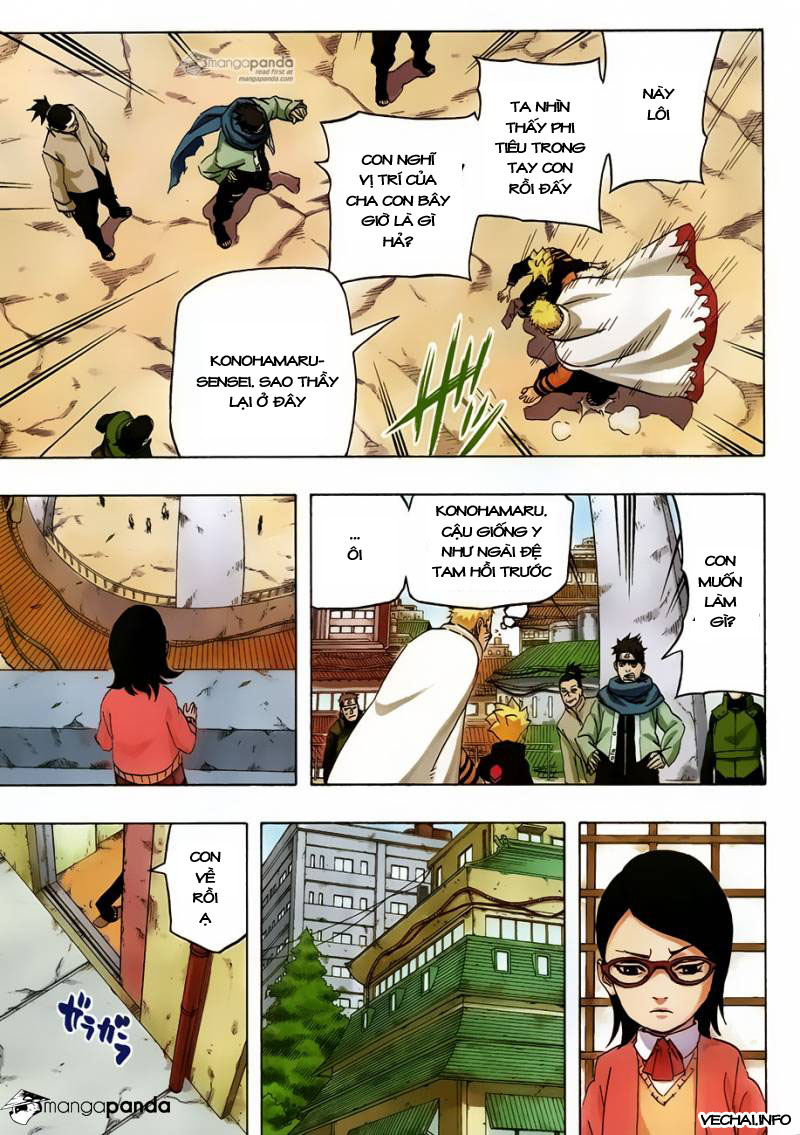 mangapanda
read first at
mangapanda.com
NÀY
LÔI
TA NHÌN
THẤY PHI
TIÊU TRONG
TAY CON
RỒI ĐẤY
CON NGHĨ
VỊ TRÍ CỦA
CHA CON BÂY
GIỜ LÀ GÌ
HẢ?
KONOHAMARU-
SENSEI, SAO THẦY
LẠI Ở ĐÂY
CON
MUỐN
LÀM
GÌ?
KONOHAMARU,
CẬU GIỐNG Y
NHƯ NGÀI ĐỆ
TAM HỒI TRƯỚC
...
ÔI
CON
VỀ
RỒI
Ạ
ガラガラ
mangapanda
VECHAI.INFO